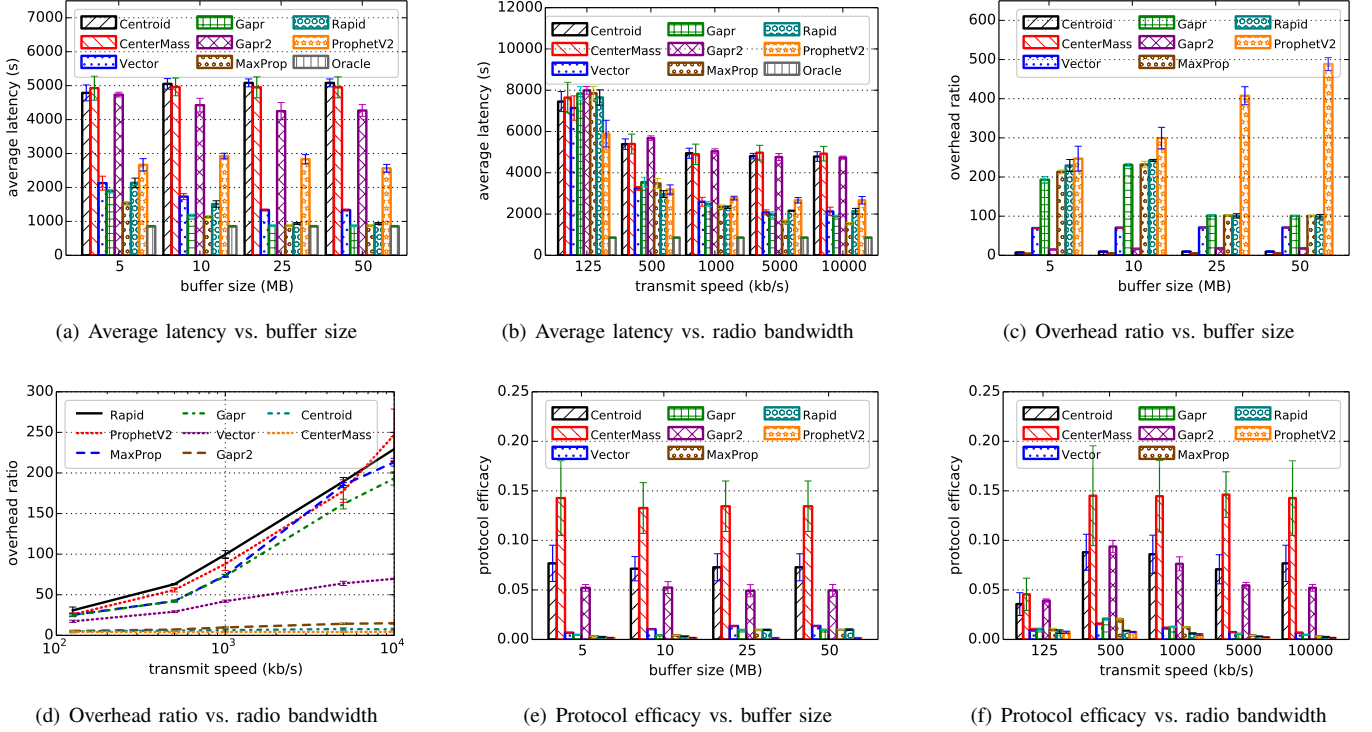 7000
6000
5000
4000
3000
2000
1000
0
average latency (s)
Centroid Gapr Rapid
CenterMass Gapr2 ProphetV2
Vector MaxProp Oracle
5 10 25 50
buffer size (MB)
(a) Average latency vs. buffer size
12000
10000
8000
6000
4000
2000
0
average latency (s)
Centroid Gapr Rapid
CenterMass Gapr2 ProphetV2
Vector MaxProp Oracle
125 500 1000 5000 10000
transmit speed (kb/s)
(b) Average latency vs. radio bandwidth
600
500
400
300
200
100
0
overhead ratio
Centroid Gapr Rapid
CenterMass Gapr2 ProphetV2
Vector MaxProp
5 10 25 50
buffer size (MB)
(c) Overhead ratio vs. buffer size
300
250
200
150
100
50
0
overhead ratio
Rapid Gapr Centroid
ProphetV2 Vector CenterMass
MaxProp Gapr2
10² 10³ 10⁴
transmit speed (kb/s)
(d) Overhead ratio vs. radio bandwidth
0.25
0.20
0.15
0.10
0.05
0.00
protocol efficacy
Centroid Gapr Rapid
CenterMass Gapr2 ProphetV2
Vector MaxProp
5 10 25 50
buffer size (MB)
(e) Protocol efficacy vs. buffer size
0.25
0.20
0.15
0.10
0.05
0.00
protocol efficacy
Centroid Gapr Rapid
CenterMass Gapr2 ProphetV2
Vector MaxProp
125 500 1000 5000 10000
transmit speed (kb/s)
(f) Protocol efficacy vs. radio bandwidth